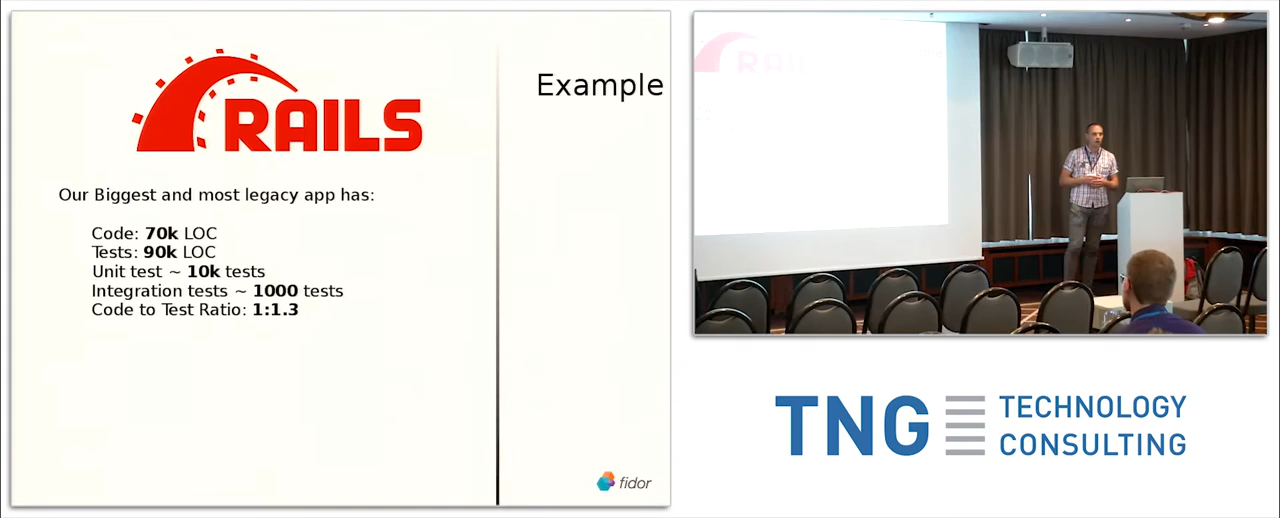 RAILS
Example
Our Biggest and most legacy app has:
Code: 70k LOC
Tests: 90k LOC
Unit test ~ 10k tests
Integration tests ~ 1000 tests
Code to Test Ratio: 1:1.3
fidor
RAIL
TNG TECHNOLOGY
CONSULTING